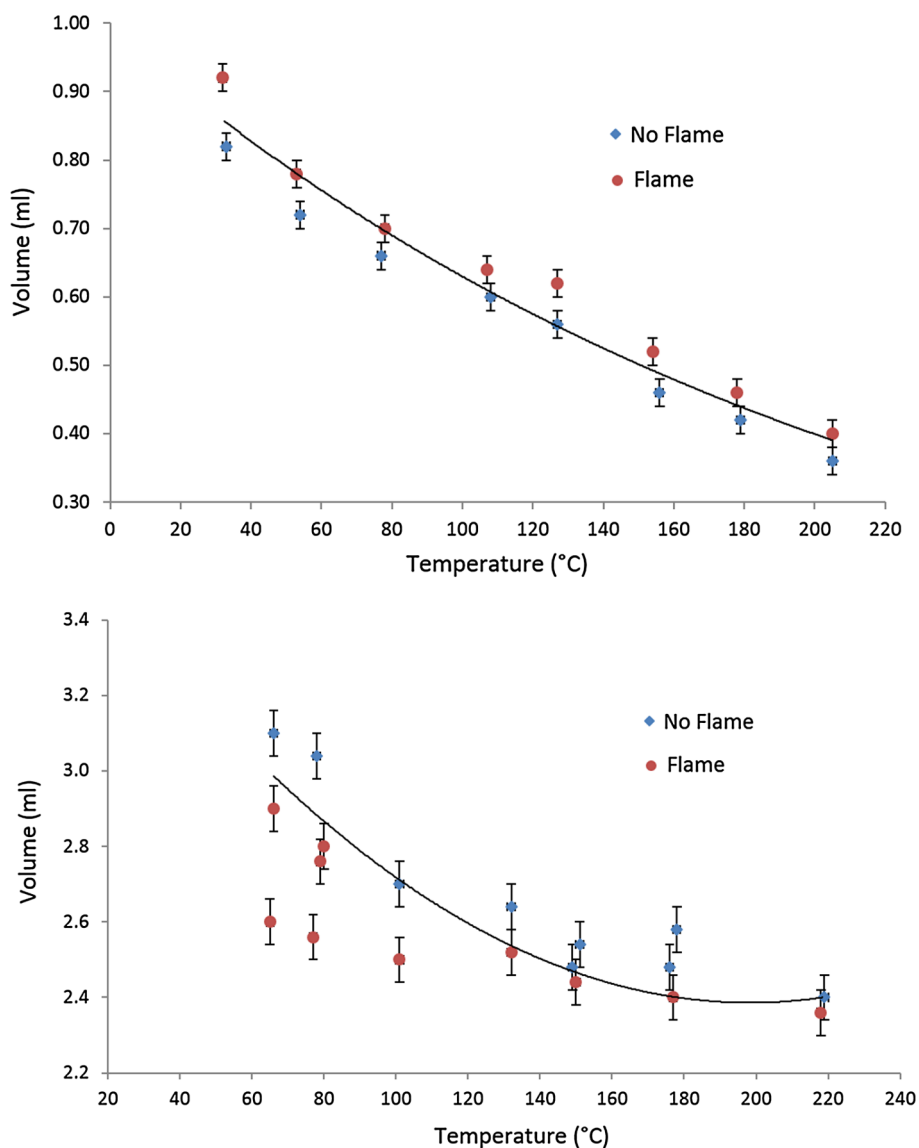 1.00
0.90
0.80
0.70
0.60
0.50
0.40
0.30
Volume (ml)
No Flame
Flame
0 20 40 60 80 100 120 140 160 180 200 220
Temperature (°C)
3.4
3.2
3.0
2.8
2.6
2.4
2.2
Volume (ml)
No Flame
Flame
20 40 60 80 100 120 140 160 180 200 220 240
Temperature (°C)